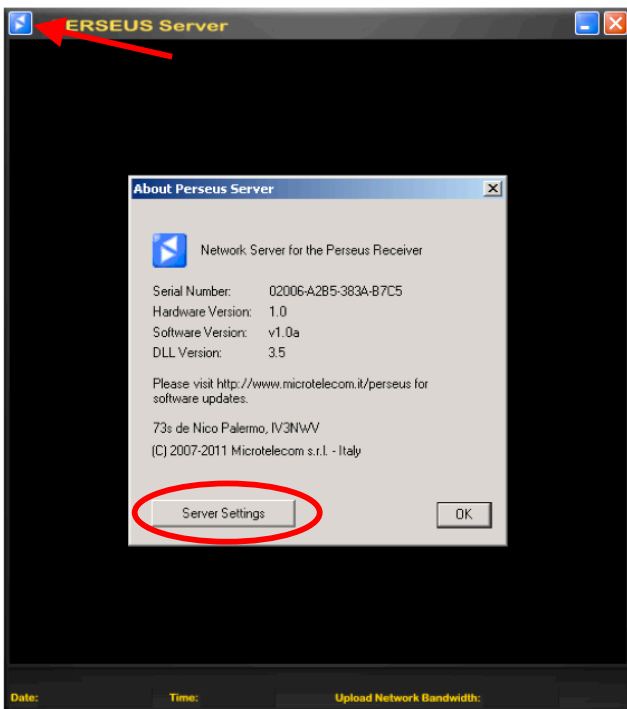 PERSEUS Server
About Perseus Server
Network Server for the Perseus Receiver
Serial Number: 02006-A2B5-383A-B7C5
Hardware Version: 1.0
Software Version: v1.0a
DLL Version: 3.5
Please visit http://www.microtelecom.it/perseus for
software updates.
73s de Nico Palermo, IV3NWV
(C) 2007-2011 Microtelecom s.r.l. - Italy
Server Settings
OK
Date: Time: Upload Network Bandwidth: